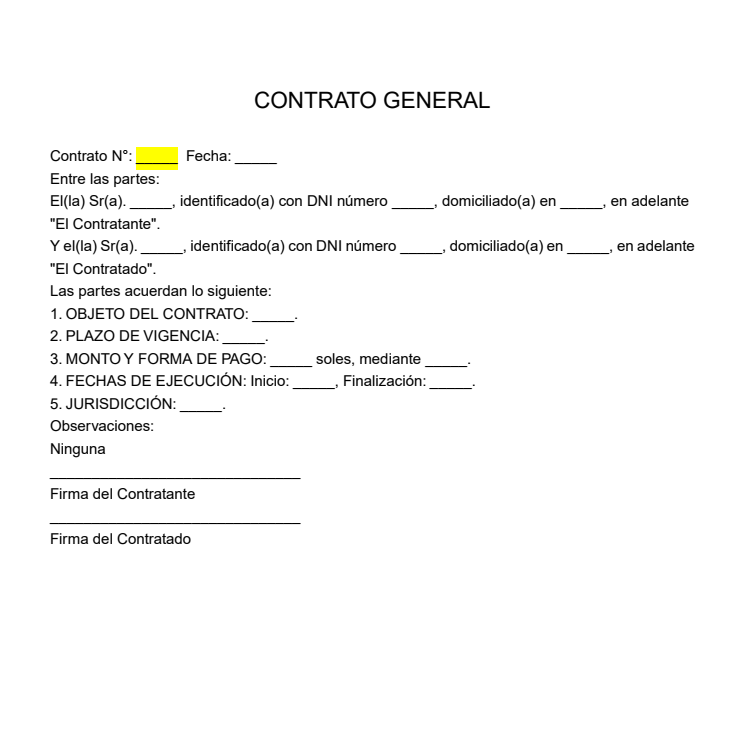 CONTRATO GENERAL
Contrato N°: _____ Fecha: _____
Entre las partes:
El(la) Sr(a). _____, identificado(a) con DNI número _____, domiciliado(a) en _____, en adelante
"El Contratante".
Y el(la) Sr(a). _____, identificado(a) con DNI número _____, domiciliado(a) en _____, en adelante
"El Contratado".
Las partes acuerdan lo siguiente:
1. OBJETO DEL CONTRATO: _____.
2. PLAZO DE VIGENCIA: _____.
3. MONTO Y FORMA DE PAGO: _____ soles, mediante _____.
4. FECHAS DE EJECUCIÓN: Inicio: _____, Finalización: _____.
5. JURISDICCIÓN: _____.
Observaciones:
Ninguna
______________________________
Firma del Contratante
______________________________
Firma del Contratado